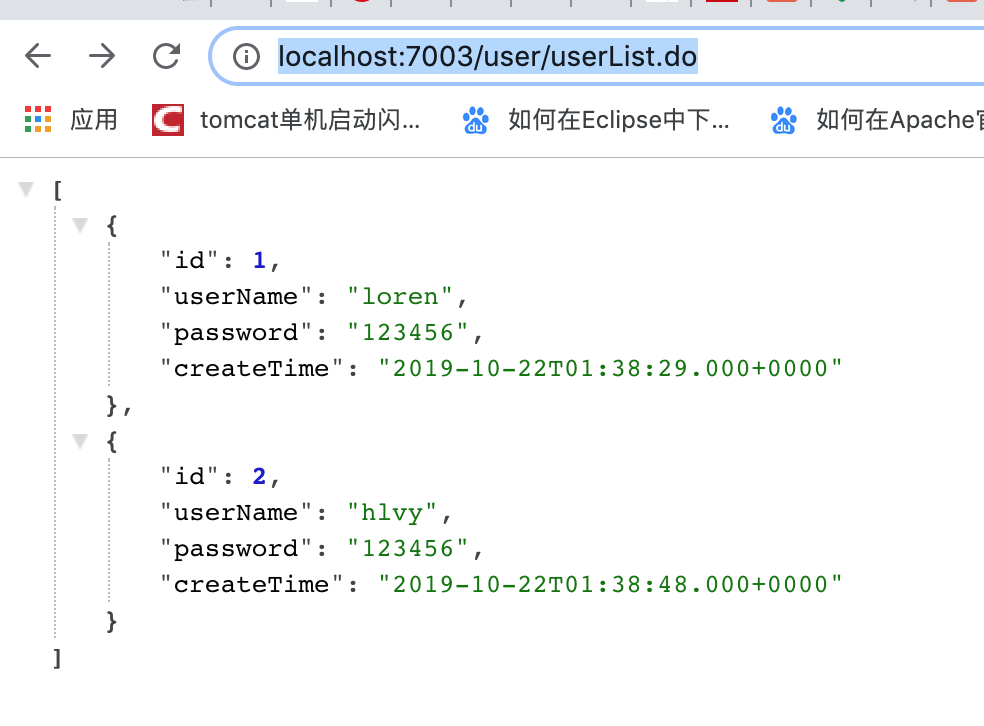 localhost:7003/user/userList.do
应用 tomcat单机启动闪... 如何在Eclipse中下... 如何在Apache官
[
{
"id": 1,
"userName": "loren",
"password": "123456",
"createTime": "2019-10-22T01:38:29.000+0000"
},
{
"id": 2,
"userName": "hlvy",
"password": "123456",
"createTime": "2019-10-22T01:38:48.000+0000"
}
]